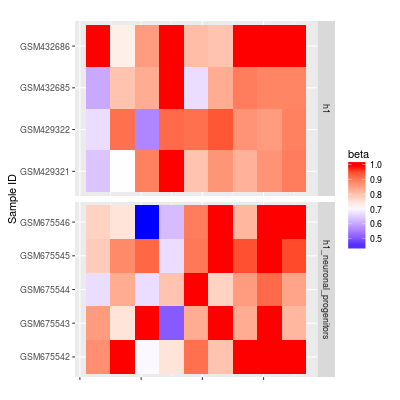 GSM432686
GSM432685
GSM429322
GSM429321
h1
GSM675546
GSM675545
GSM675544
GSM675543
GSM675542
h1_neuronal_progenitors
Sample ID
beta
1.0
0.9
0.8
0.7
0.6
0.5